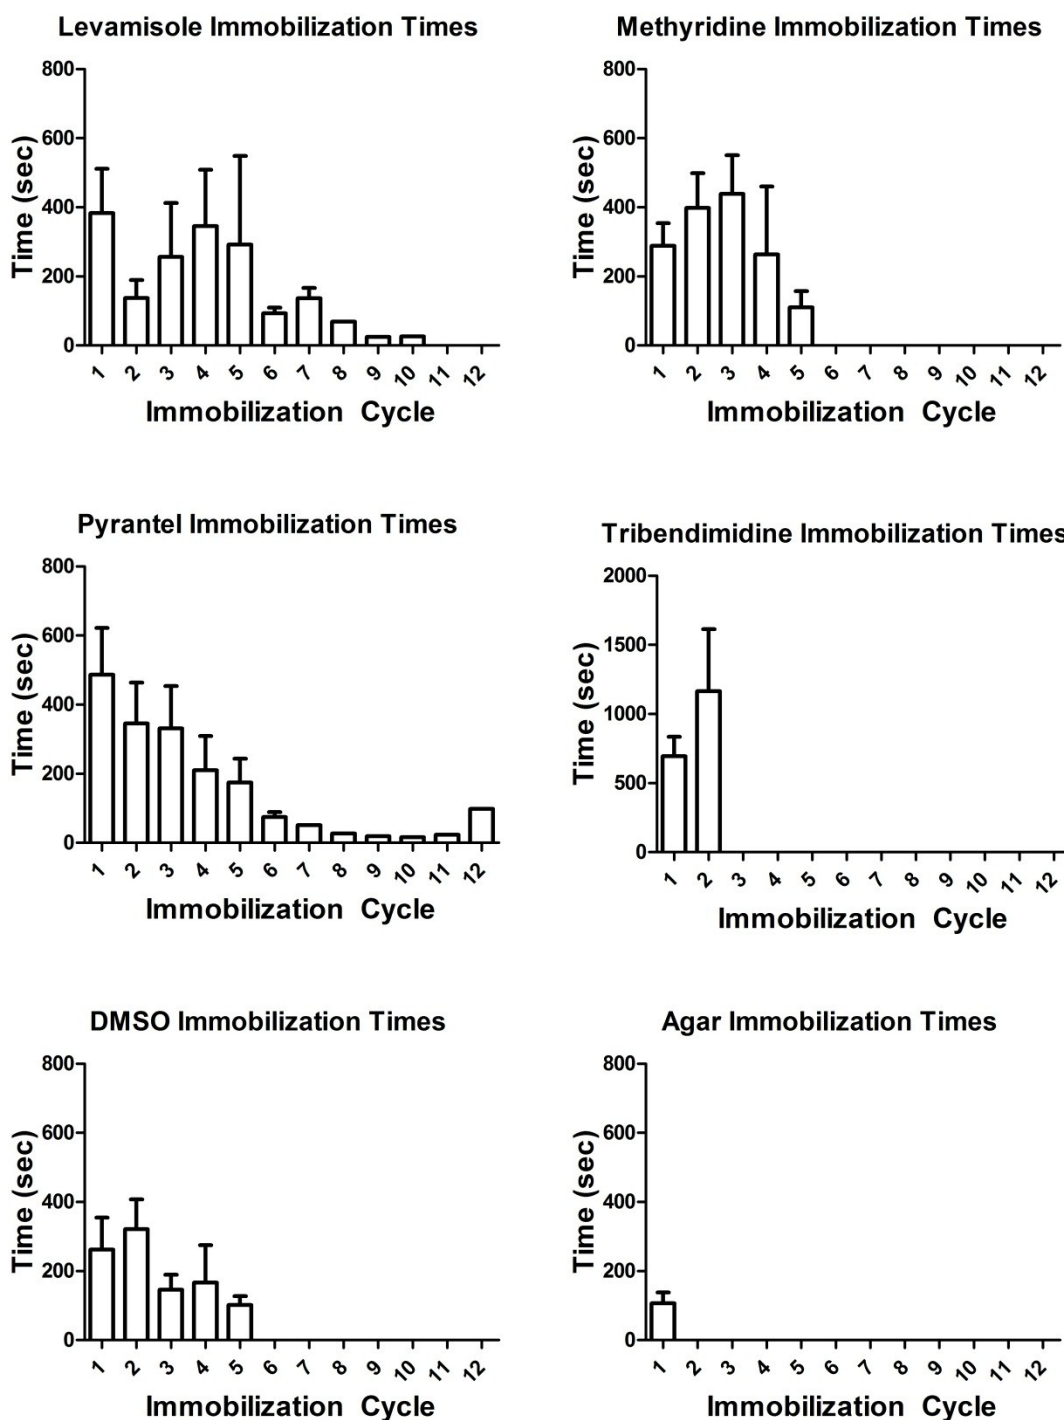 Levamisole Immobilization Times
800
600
400
200
0
Time (sec)
1 2 3 4 5 6 7 8 9 10 11 12
Immobilization Cycle
Methyridine Immobilization Times
800
600
400
200
0
Time (sec)
1 2 3 4 5 6 7 8 9 10 11 12
Immobilization Cycle
Pyrantel Immobilization Times
800
600
400
200
0
Time (sec)
1 2 3 4 5 6 7 8 9 10 11 12
Immobilization Cycle
Tribendimidine Immobilization Times
2000
1500
1000
500
0
Time (sec)
1 2 3 4 5 6 7 8 9 10 11 12
Immobilization Cycle
DMSO Immobilization Times
800
600
400
200
0
Time (sec)
1 2 3 4 5 6 7 8 9 10 11 12
Immobilization Cycle
Agar Immobilization Times
800
600
400
200
0
Time (sec)
1 2 3 4 5 6 7 8 9 10 11 12
Immobilization Cycle